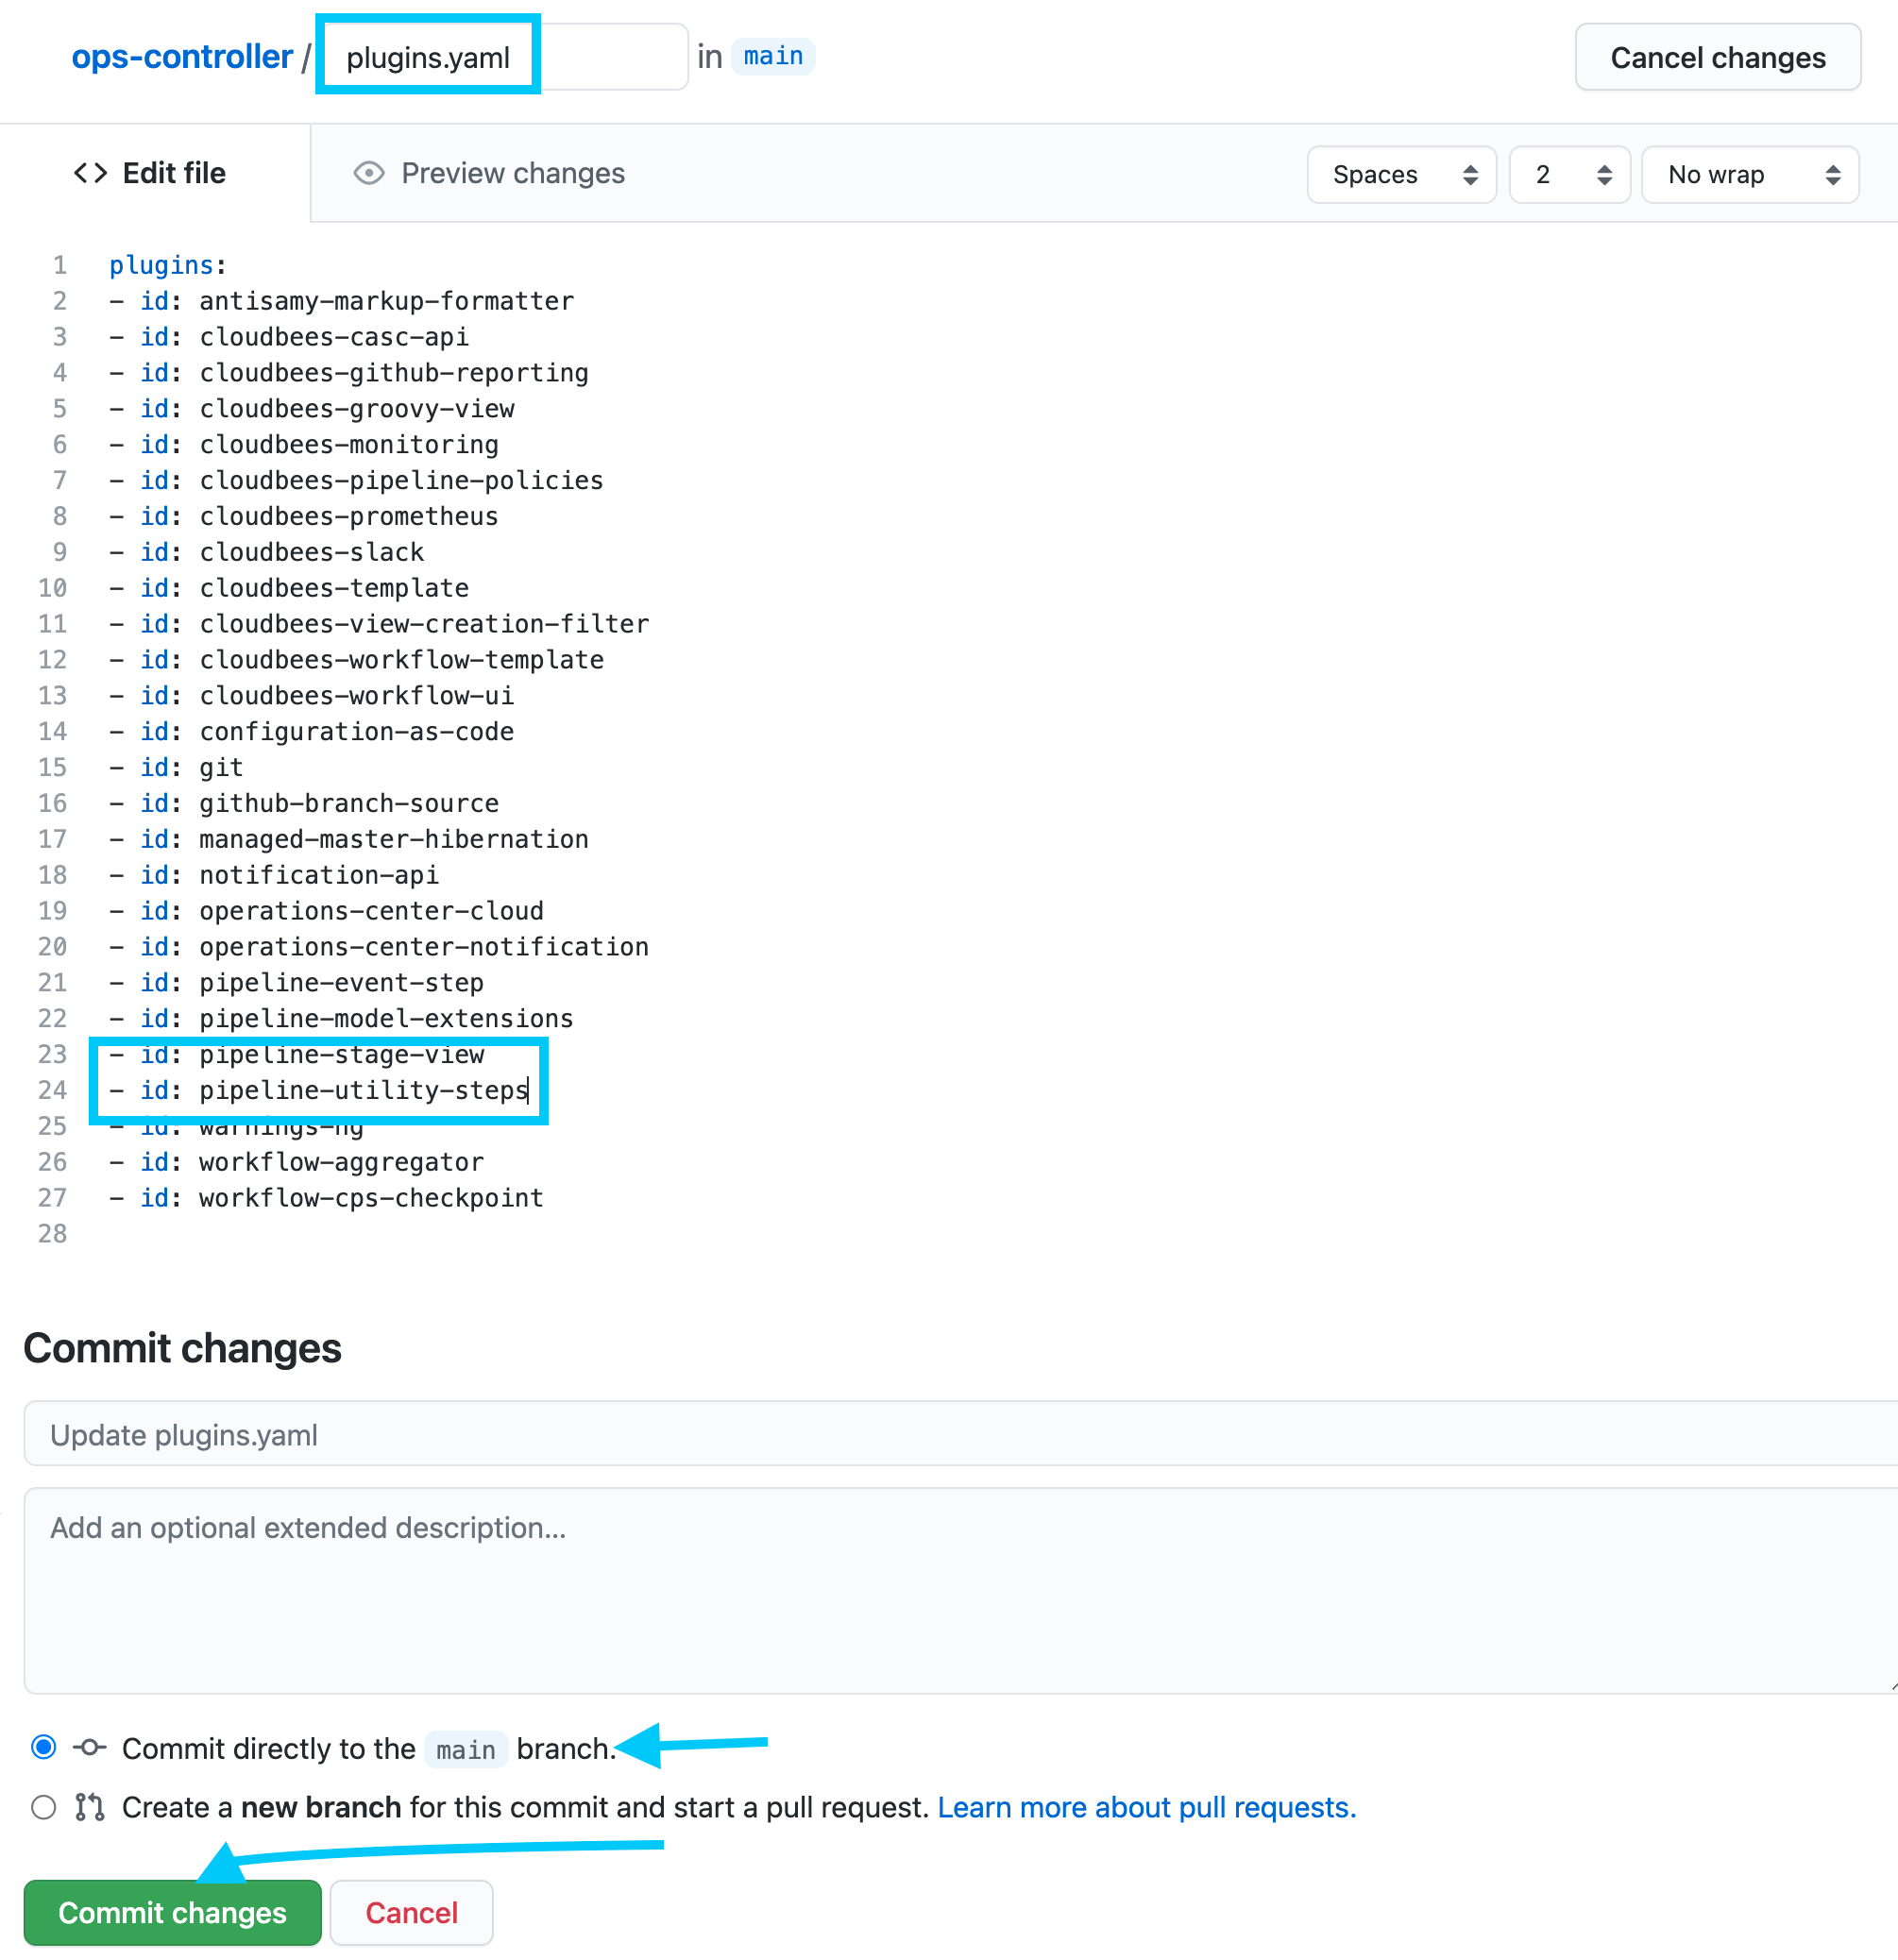 ops-controller / plugins.yaml in main Cancel changes
Edit file Preview changes Spaces 2 No wrap
1 plugins:
2 - id: antisamy-markup-formatter
3 - id: cloudbees-casc-api
4 - id: cloudbees-github-reporting
5 - id: cloudbees-groovy-view
6 - id: cloudbees-monitoring
7 - id: cloudbees-pipeline-policies
8 - id: cloudbees-prometheus
9 - id: cloudbees-slack
10 - id: cloudbees-template
11 - id: cloudbees-view-creation-filter
12 - id: cloudbees-workflow-template
13 - id: cloudbees-workflow-ui
14 - id: configuration-as-code
15 - id: git
16 - id: github-branch-source
17 - id: managed-master-hibernation
18 - id: notification-api
19 - id: operations-center-cloud
20 - id: operations-center-notification
21 - id: pipeline-event-step
22 - id: pipeline-model-extensions
23 - id: pipeline-stage-view
24 - id: pipeline-utility-steps
25 - id: warnings-ng
26 - id: workflow-aggregator
27 - id: workflow-cps-checkpoint
28
Commit changes
Update plugins.yaml
Add an optional extended description...
Commit directly to the main branch.
Create a new branch for this commit and start a pull request. Learn more about pull requests.
Commit changes Cancel